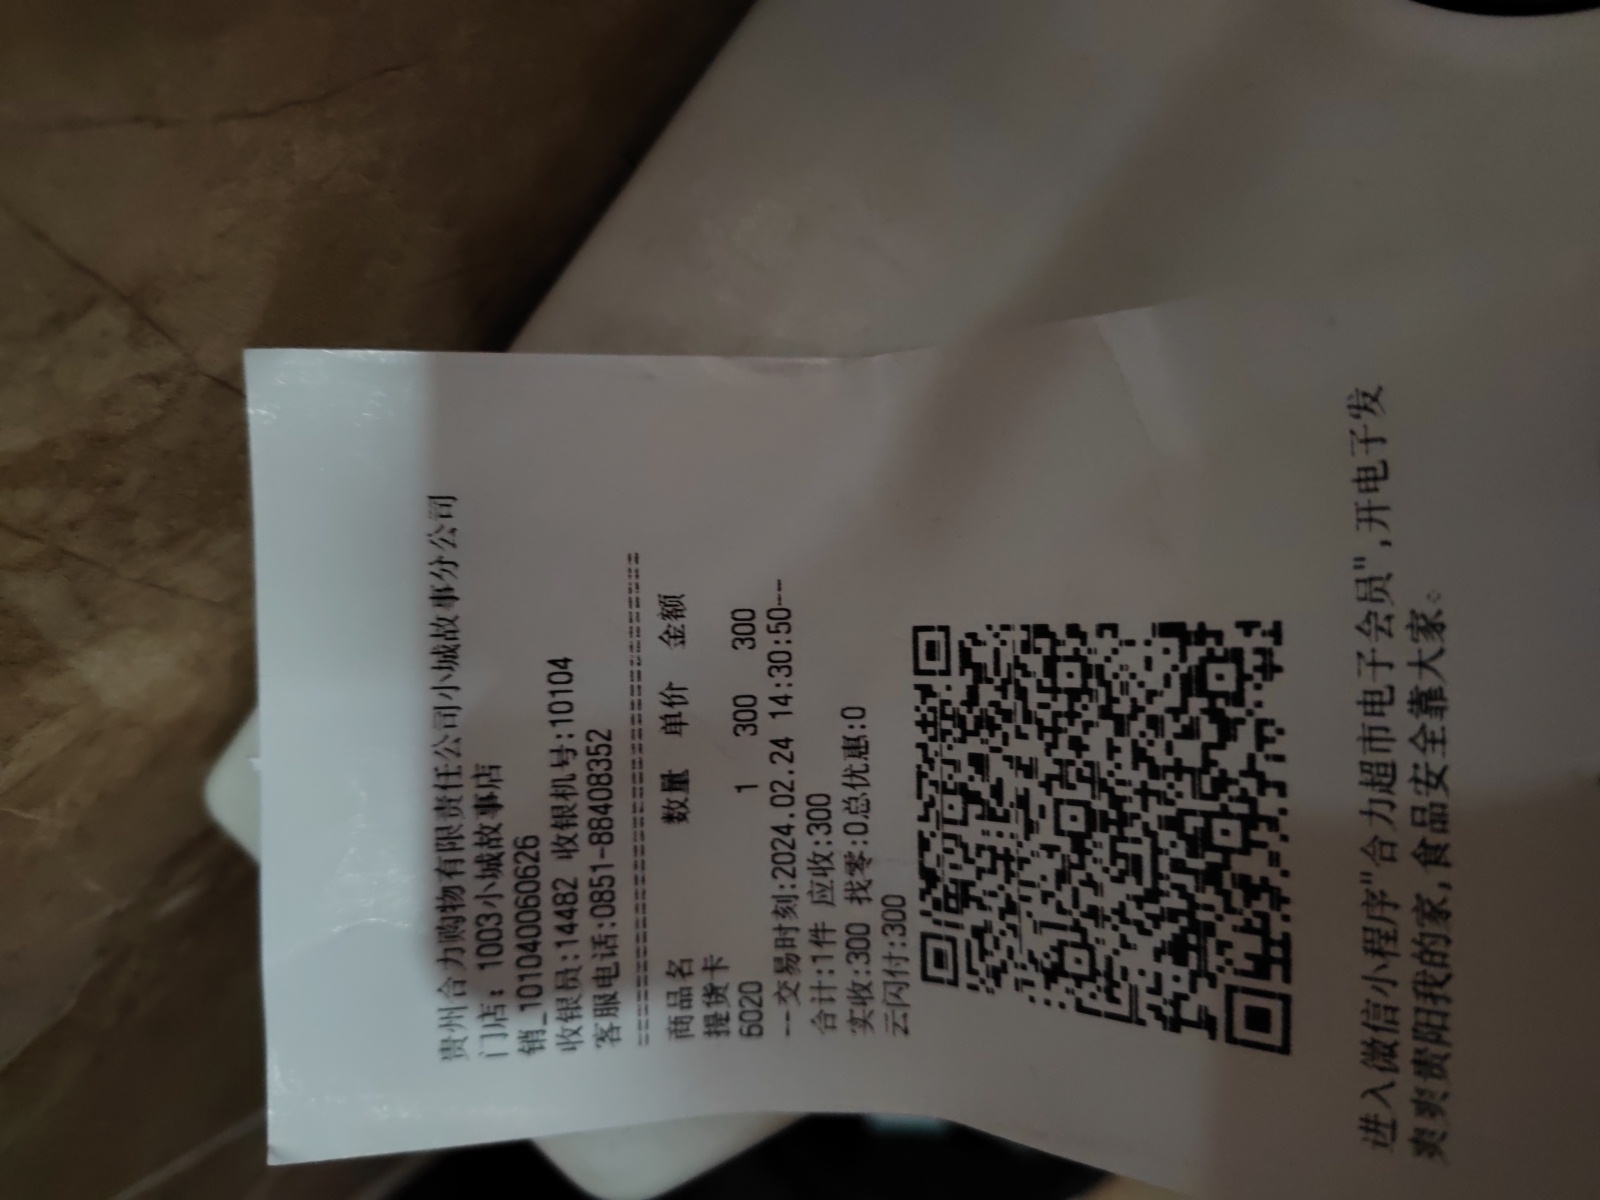 贵州合力购物有限责任公司小城故事分公司
门店: 1003小城故事店
销_101040060626
收银员:14482 收银机号:10104
客服电话:0851-88408352
商品名 数量 单价 金额
提货卡
6020 1 300 300
--交易时刻:2024.02.24 14:30:50---
合计:1件 应收:300
实收:300 找零:0总优惠:0
云闪付:300
进入微信小程序"合力超市电子会员",开电子发
爽爽贵阳我的家,食品安全靠大家。